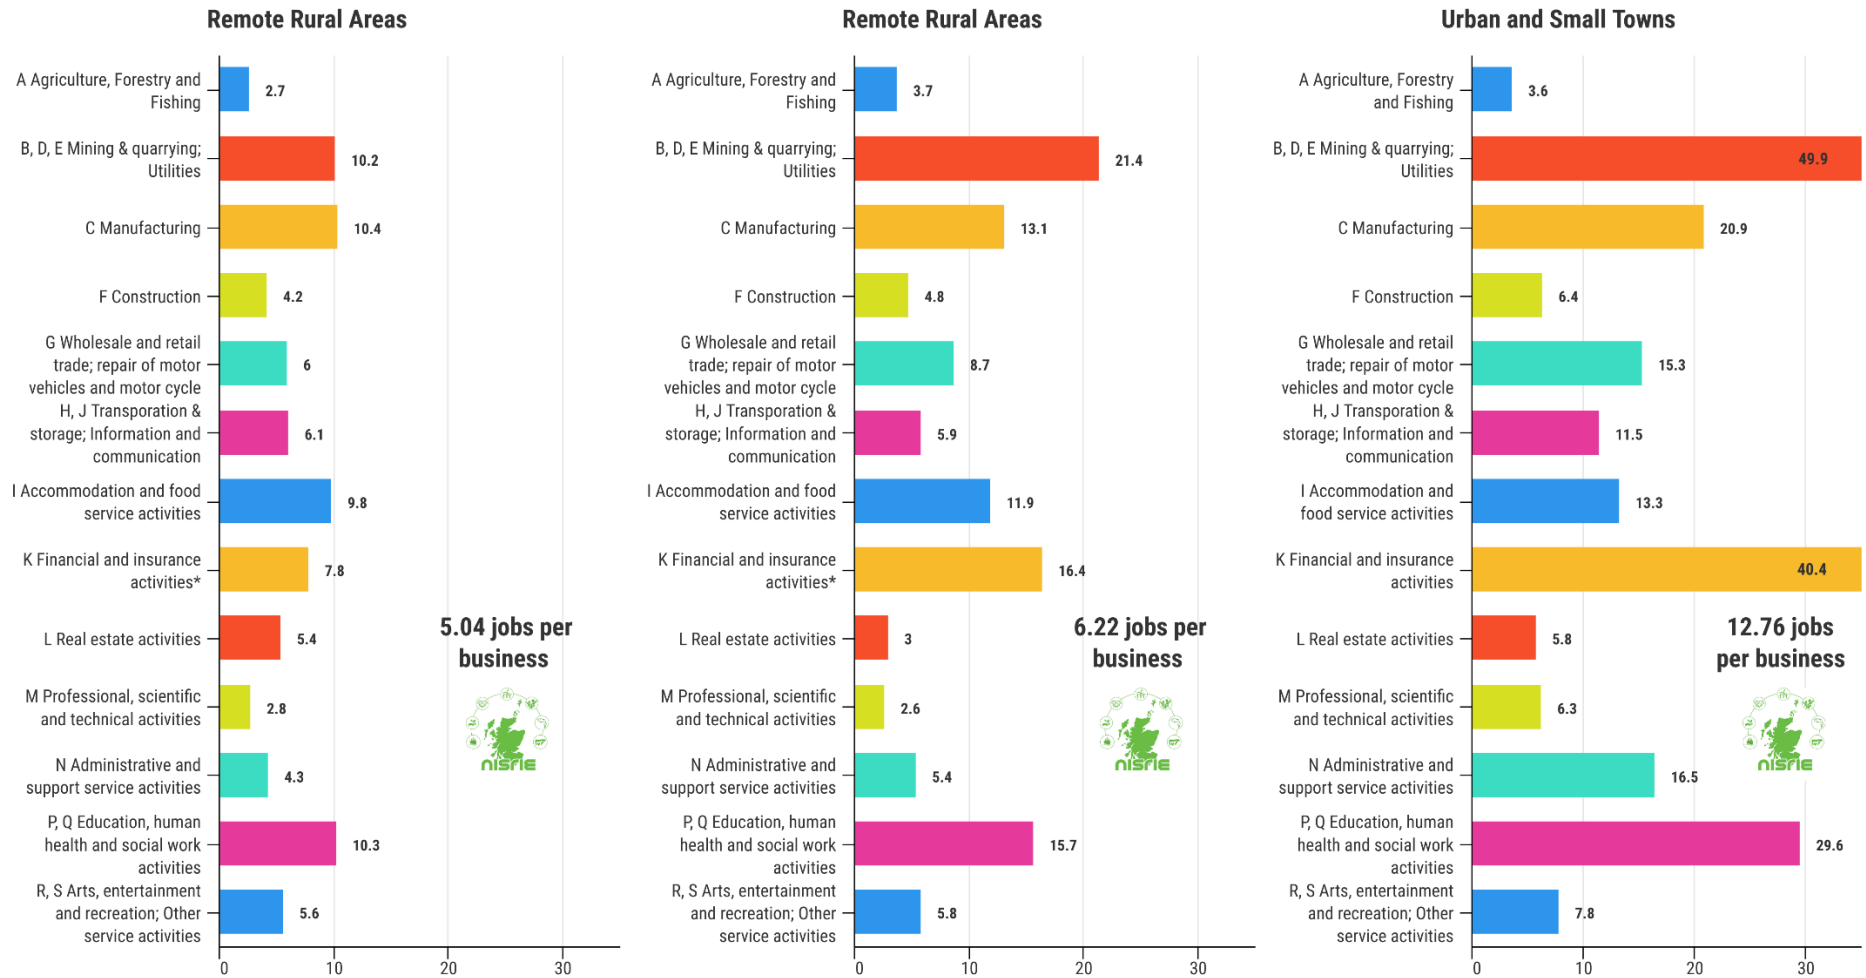 Remote Rural Areas
A Agriculture, Forestry and
Fishing
2.7
B, D, E Mining & quarrying;
Utilities
10.2
C Manufacturing
10.4
F Construction
4.2
G Wholesale and retail
trade; repair of motor
vehicles and motor cycle
6
H, J Transporation &
storage; Information and
communication
6.1
I Accommodation and food
service activities
9.8
K Financial and insurance
activities*
7.8
L Real estate activities
5.4
M Professional, scientific
and technical activities
2.8
N Administrative and
support service activities
4.3
P, Q Education, human
health and social work
activities
10.3
R, S Arts, entertainment
and recreation; Other
service activities
5.6
5.04 jobs per
business
nisrie
0 10 20 30
Remote Rural Areas
A Agriculture, Forestry and
Fishing
3.7
B, D, E Mining & quarrying;
Utilities
21.4
C Manufacturing
13.1
F Construction
4.8
G Wholesale and retail
trade; repair of motor
vehicles and motor cycle
8.7
H, J Transporation &
storage; Information and
communication
5.9
I Accommodation and food
service activities
11.9
K Financial and insurance
activities*
16.4
L Real estate activities
3
M Professional, scientific
and technical activities
2.6
N Administrative and
support service activities
5.4
P, Q Education, human
health and social work
activities
15.7
R, S Arts, entertainment
and recreation; Other
service activities
5.8
6.22 jobs per
business
nisrie
0 10 20 30
Urban and Small Towns
A Agriculture, Forestry
and Fishing
3.6
B, D, E Mining & quarrying;
Utilities
49.9
C Manufacturing
20.9
F Construction
6.4
G Wholesale and retail
trade; repair of motor
vehicles and motor cycle
15.3
H, J Transporation &
storage; Information and
communication
11.5
I Accommodation and
food service activities
13.3
K Financial and insurance
activities
40.4
L Real estate activities
5.8
M Professional, scientific
and technical activities
6.3
N Administrative and
support service activities
16.5
P, Q Education, human
health and social work
activities
29.6
R, S Arts, entertainment
and recreation; Other
service activities
7.8
12.76 jobs
per business
nisrie
0 10 20 30